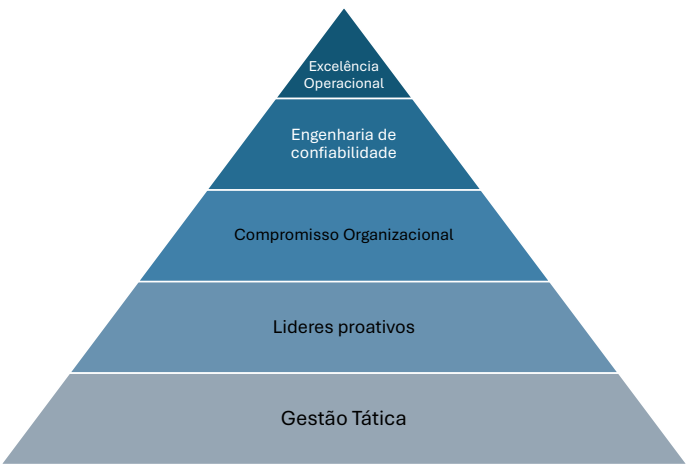 Excelência
Operacional
Engenharia de
confiabilidade
Compromisso Organizacional
Lideres proativos
Gestão Tática